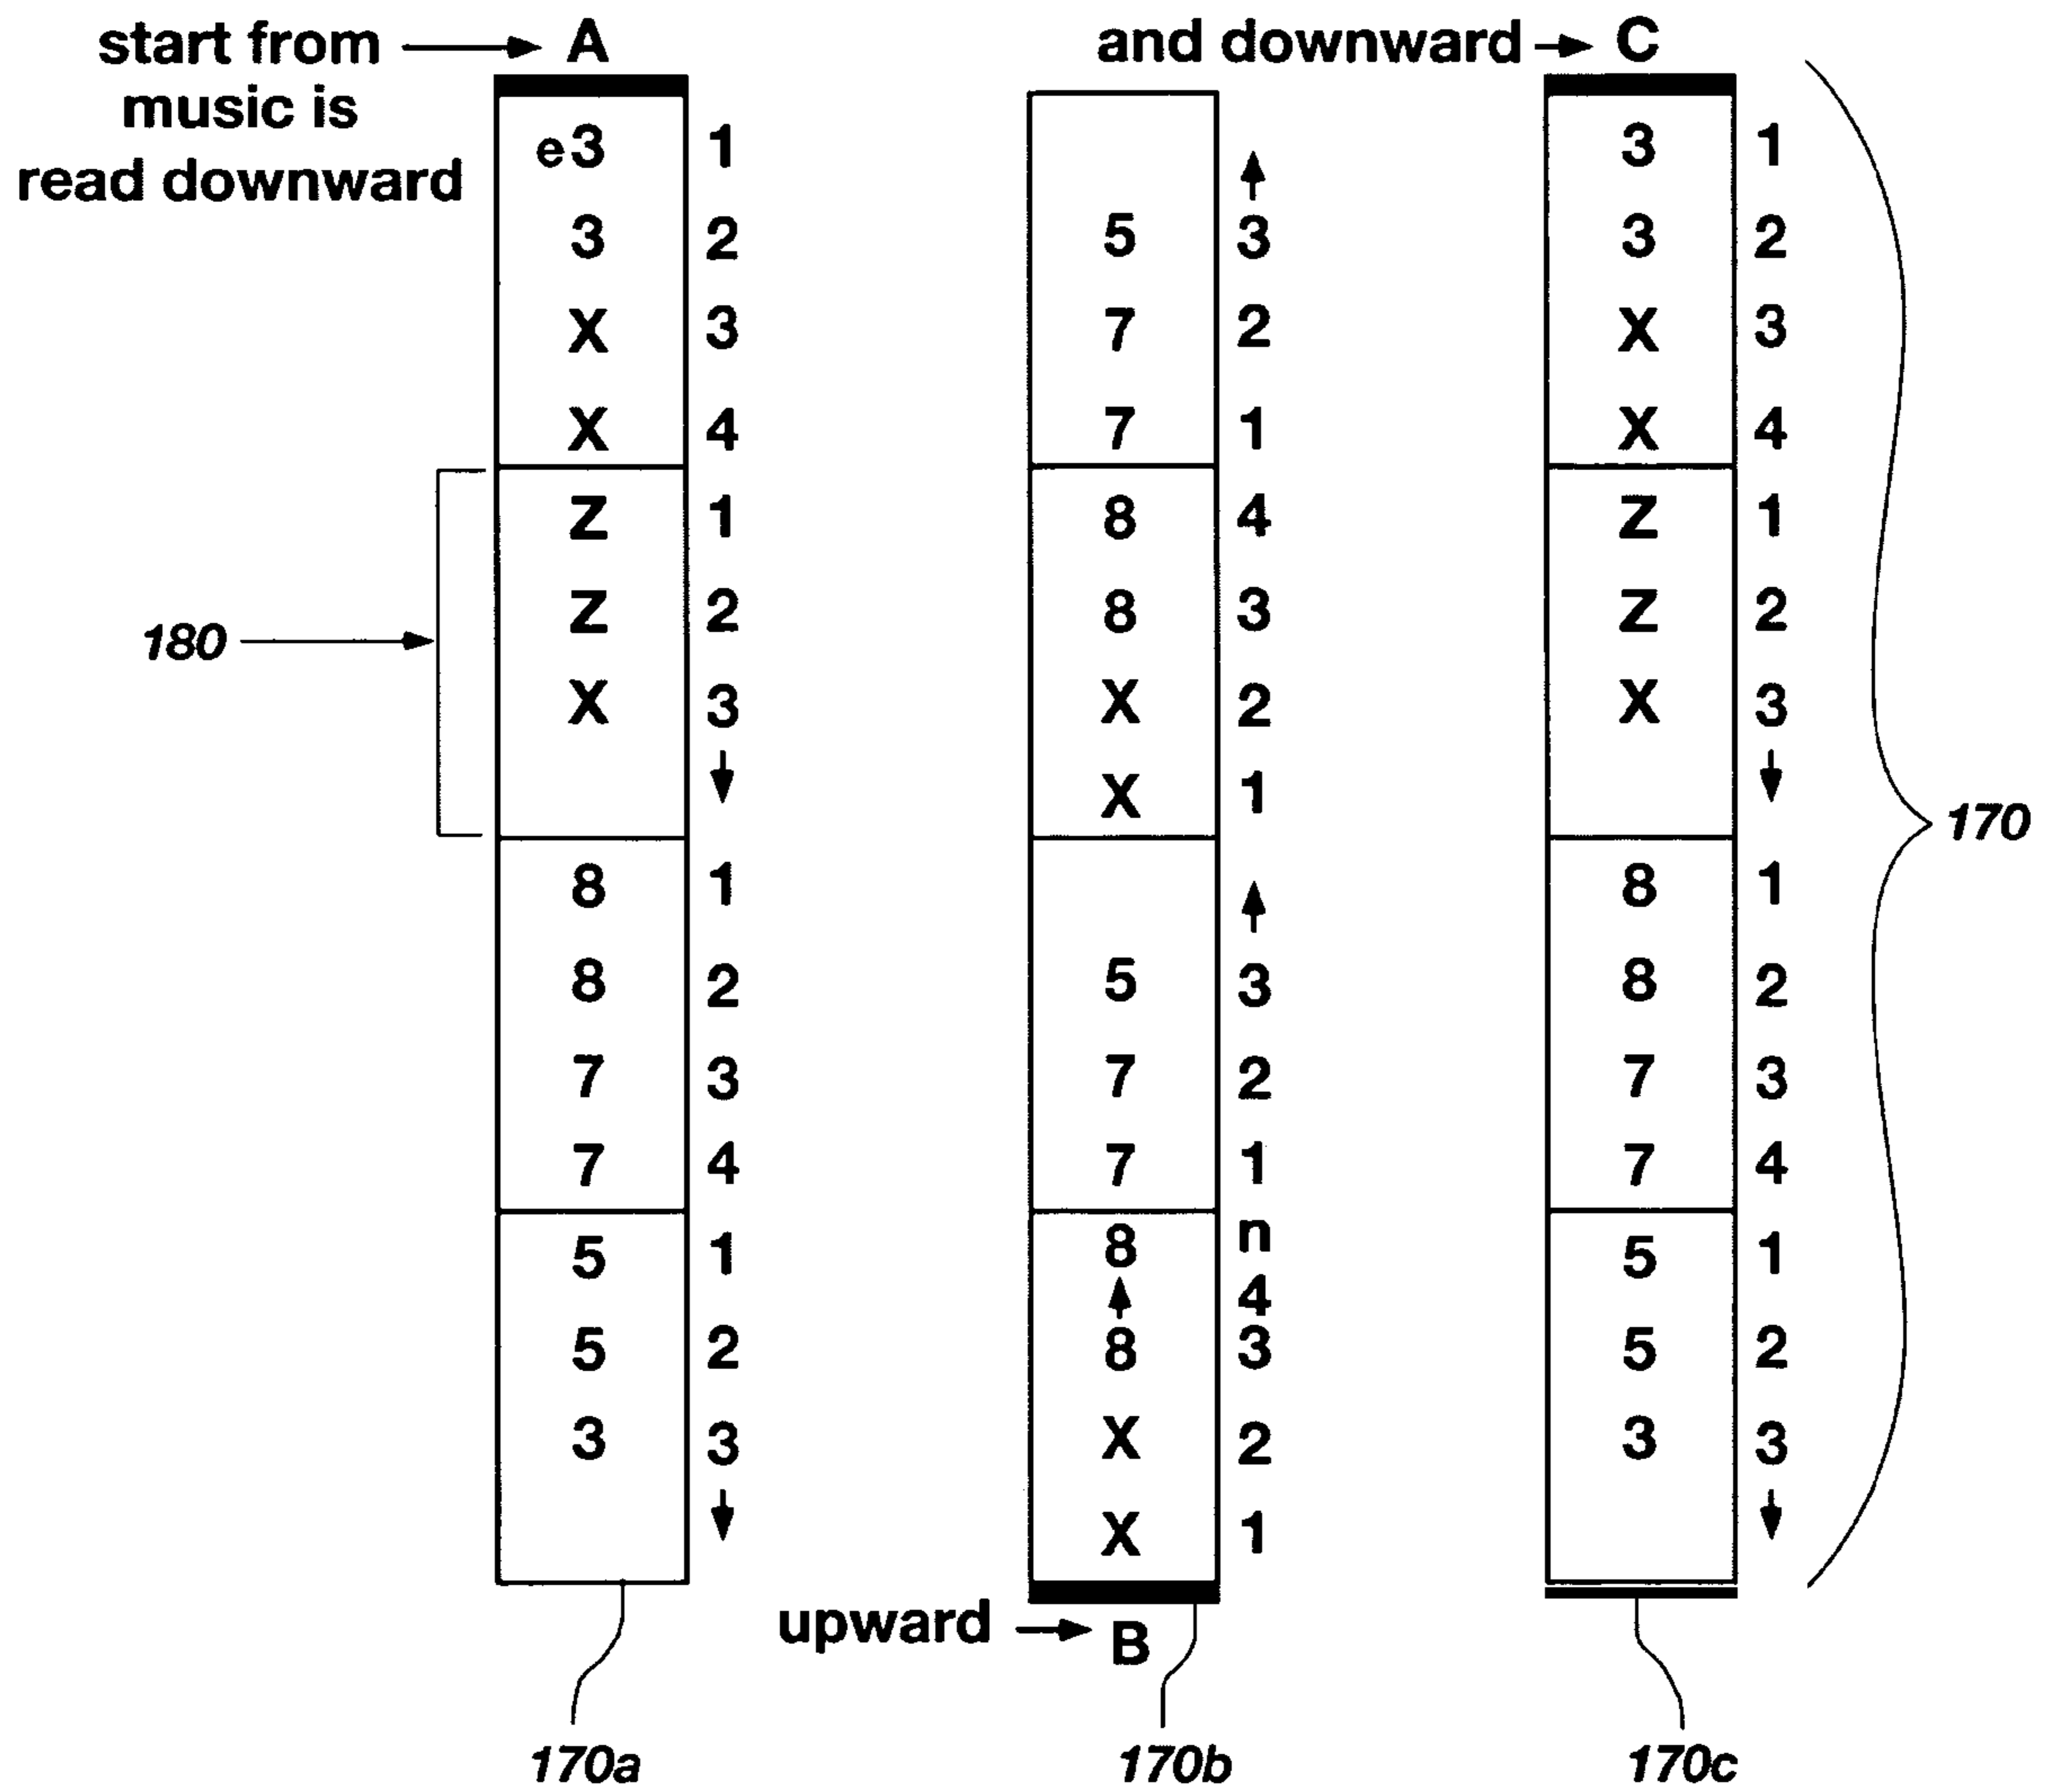 start from → A
music is
read downward
and downward → C
e3 1
3 2
X 3
X 4
Z 1
Z 2
X 3
↓
8 1
8 2
7 3
7 4
5 1
5 2
3 3
↓
180
170a
↑
5 3
7 2
7 1
8 4
8 3
X 2
X 1
↑
5 3
7 2
7 1
8 n
↑ 4
8 3
X 2
X 1
upward → B
170b
3 1
3 2
X 3
X 4
Z 1
Z 2
X 3
↓
8 1
8 2
7 3
7 4
5 1
5 2
3 3
↓
170
170c